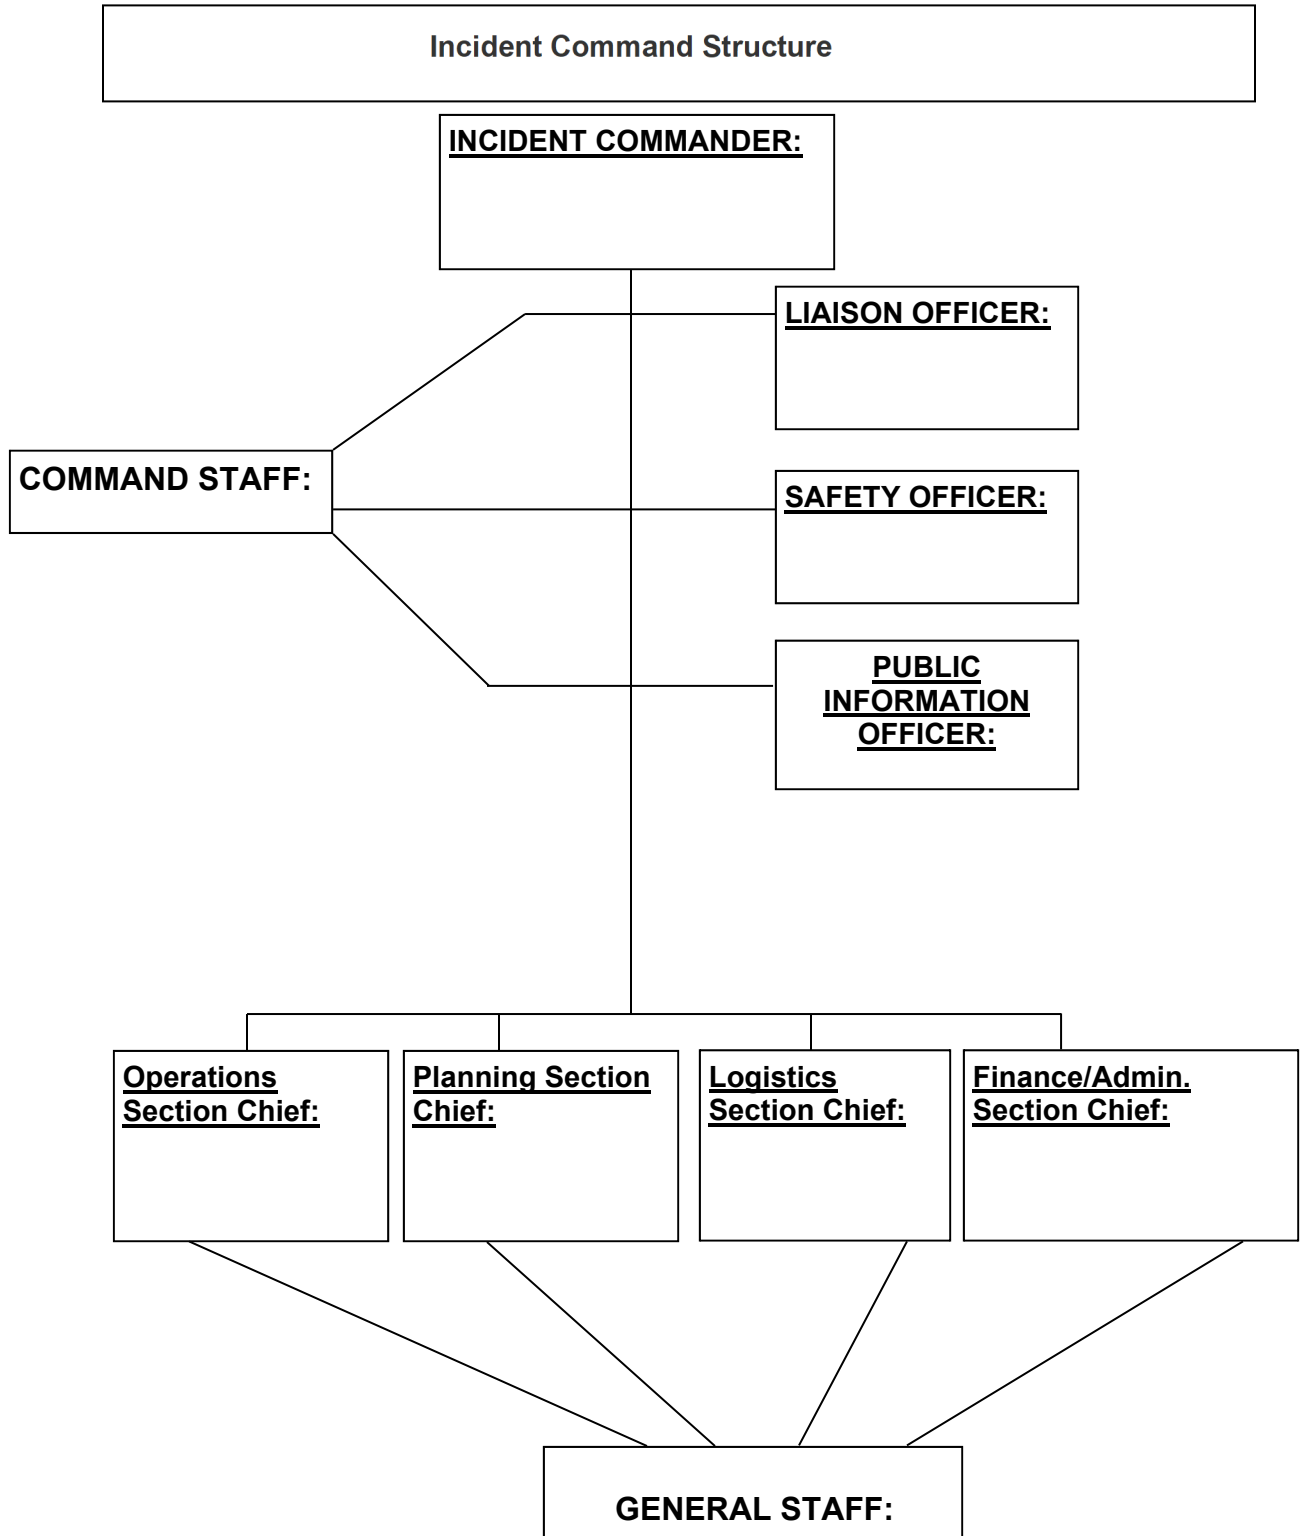 Incident Command Structure
INCIDENT COMMANDER:
LIAISON OFFICER:
COMMAND STAFF:
SAFETY OFFICER:
PUBLIC
INFORMATION
OFFICER:
Operations
Section Chief:
Planning Section
Chief:
Logistics
Section Chief:
Finance/Admin.
Section Chief:
GENERAL STAFF: